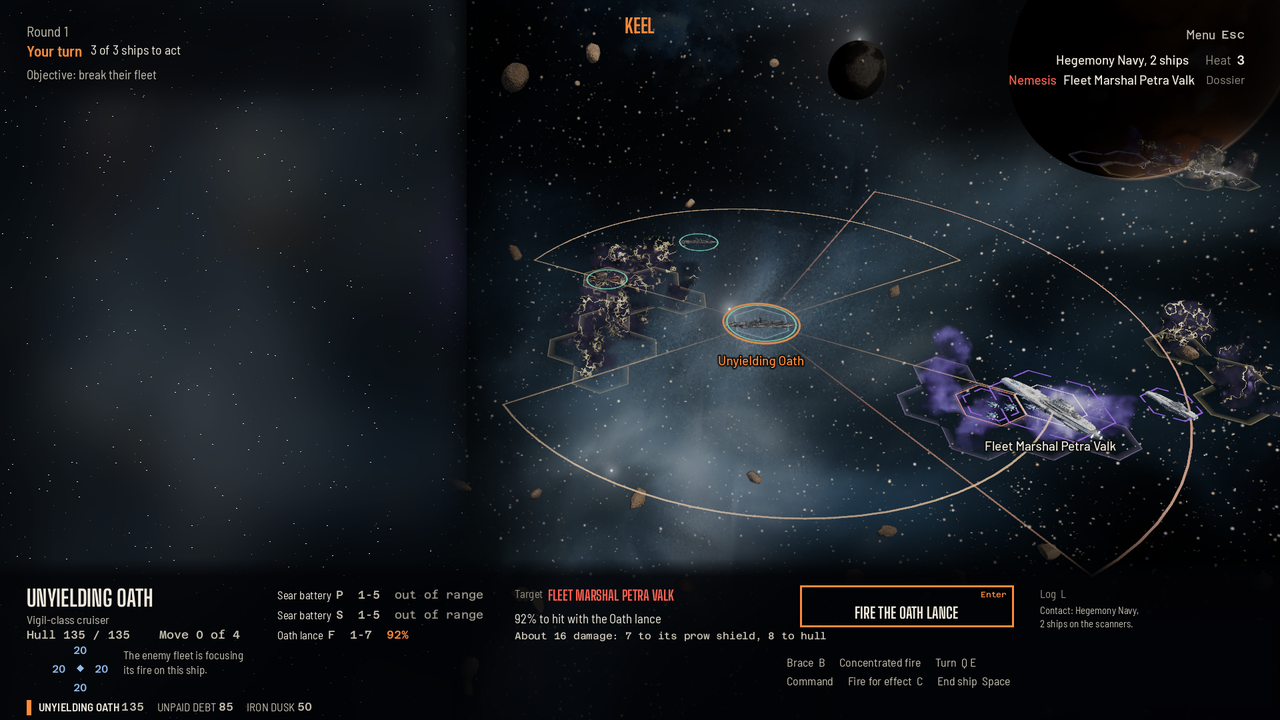 Round 1
Your turn 3 of 3 ships to act
Objective: break their fleet
KEEL
Menu Esc
Hegemony Navy, 2 ships Heat 3
Nemesis Fleet Marshal Petra Valk Dossier
Unyielding Oath
Fleet Marshal Petra Valk
UNYIELDING OATH
Vigil-class cruiser
Hull 135 / 135 Move 0 of 4
20
20 20
20
The enemy fleet is focusing
its fire on this ship.
UNYIELDING OATH 135 UNPAID DEBT 85 IRON DUSK 50
Sear battery P 1-5 out of range
Sear battery S 1-5 out of range
Oath lance F 1-7 92%
Target FLEET MARSHAL PETRA VALK
92% to hit with the Oath lance
About 16 damage: 7 to its prow shield, 8 to hull
Enter
FIRE THE OATH LANCE
Brace B Concentrated fire Turn Q E
Command Fire for effect C End ship Space
Log L
Contact: Hegemony Navy,
2 ships on the scanners.